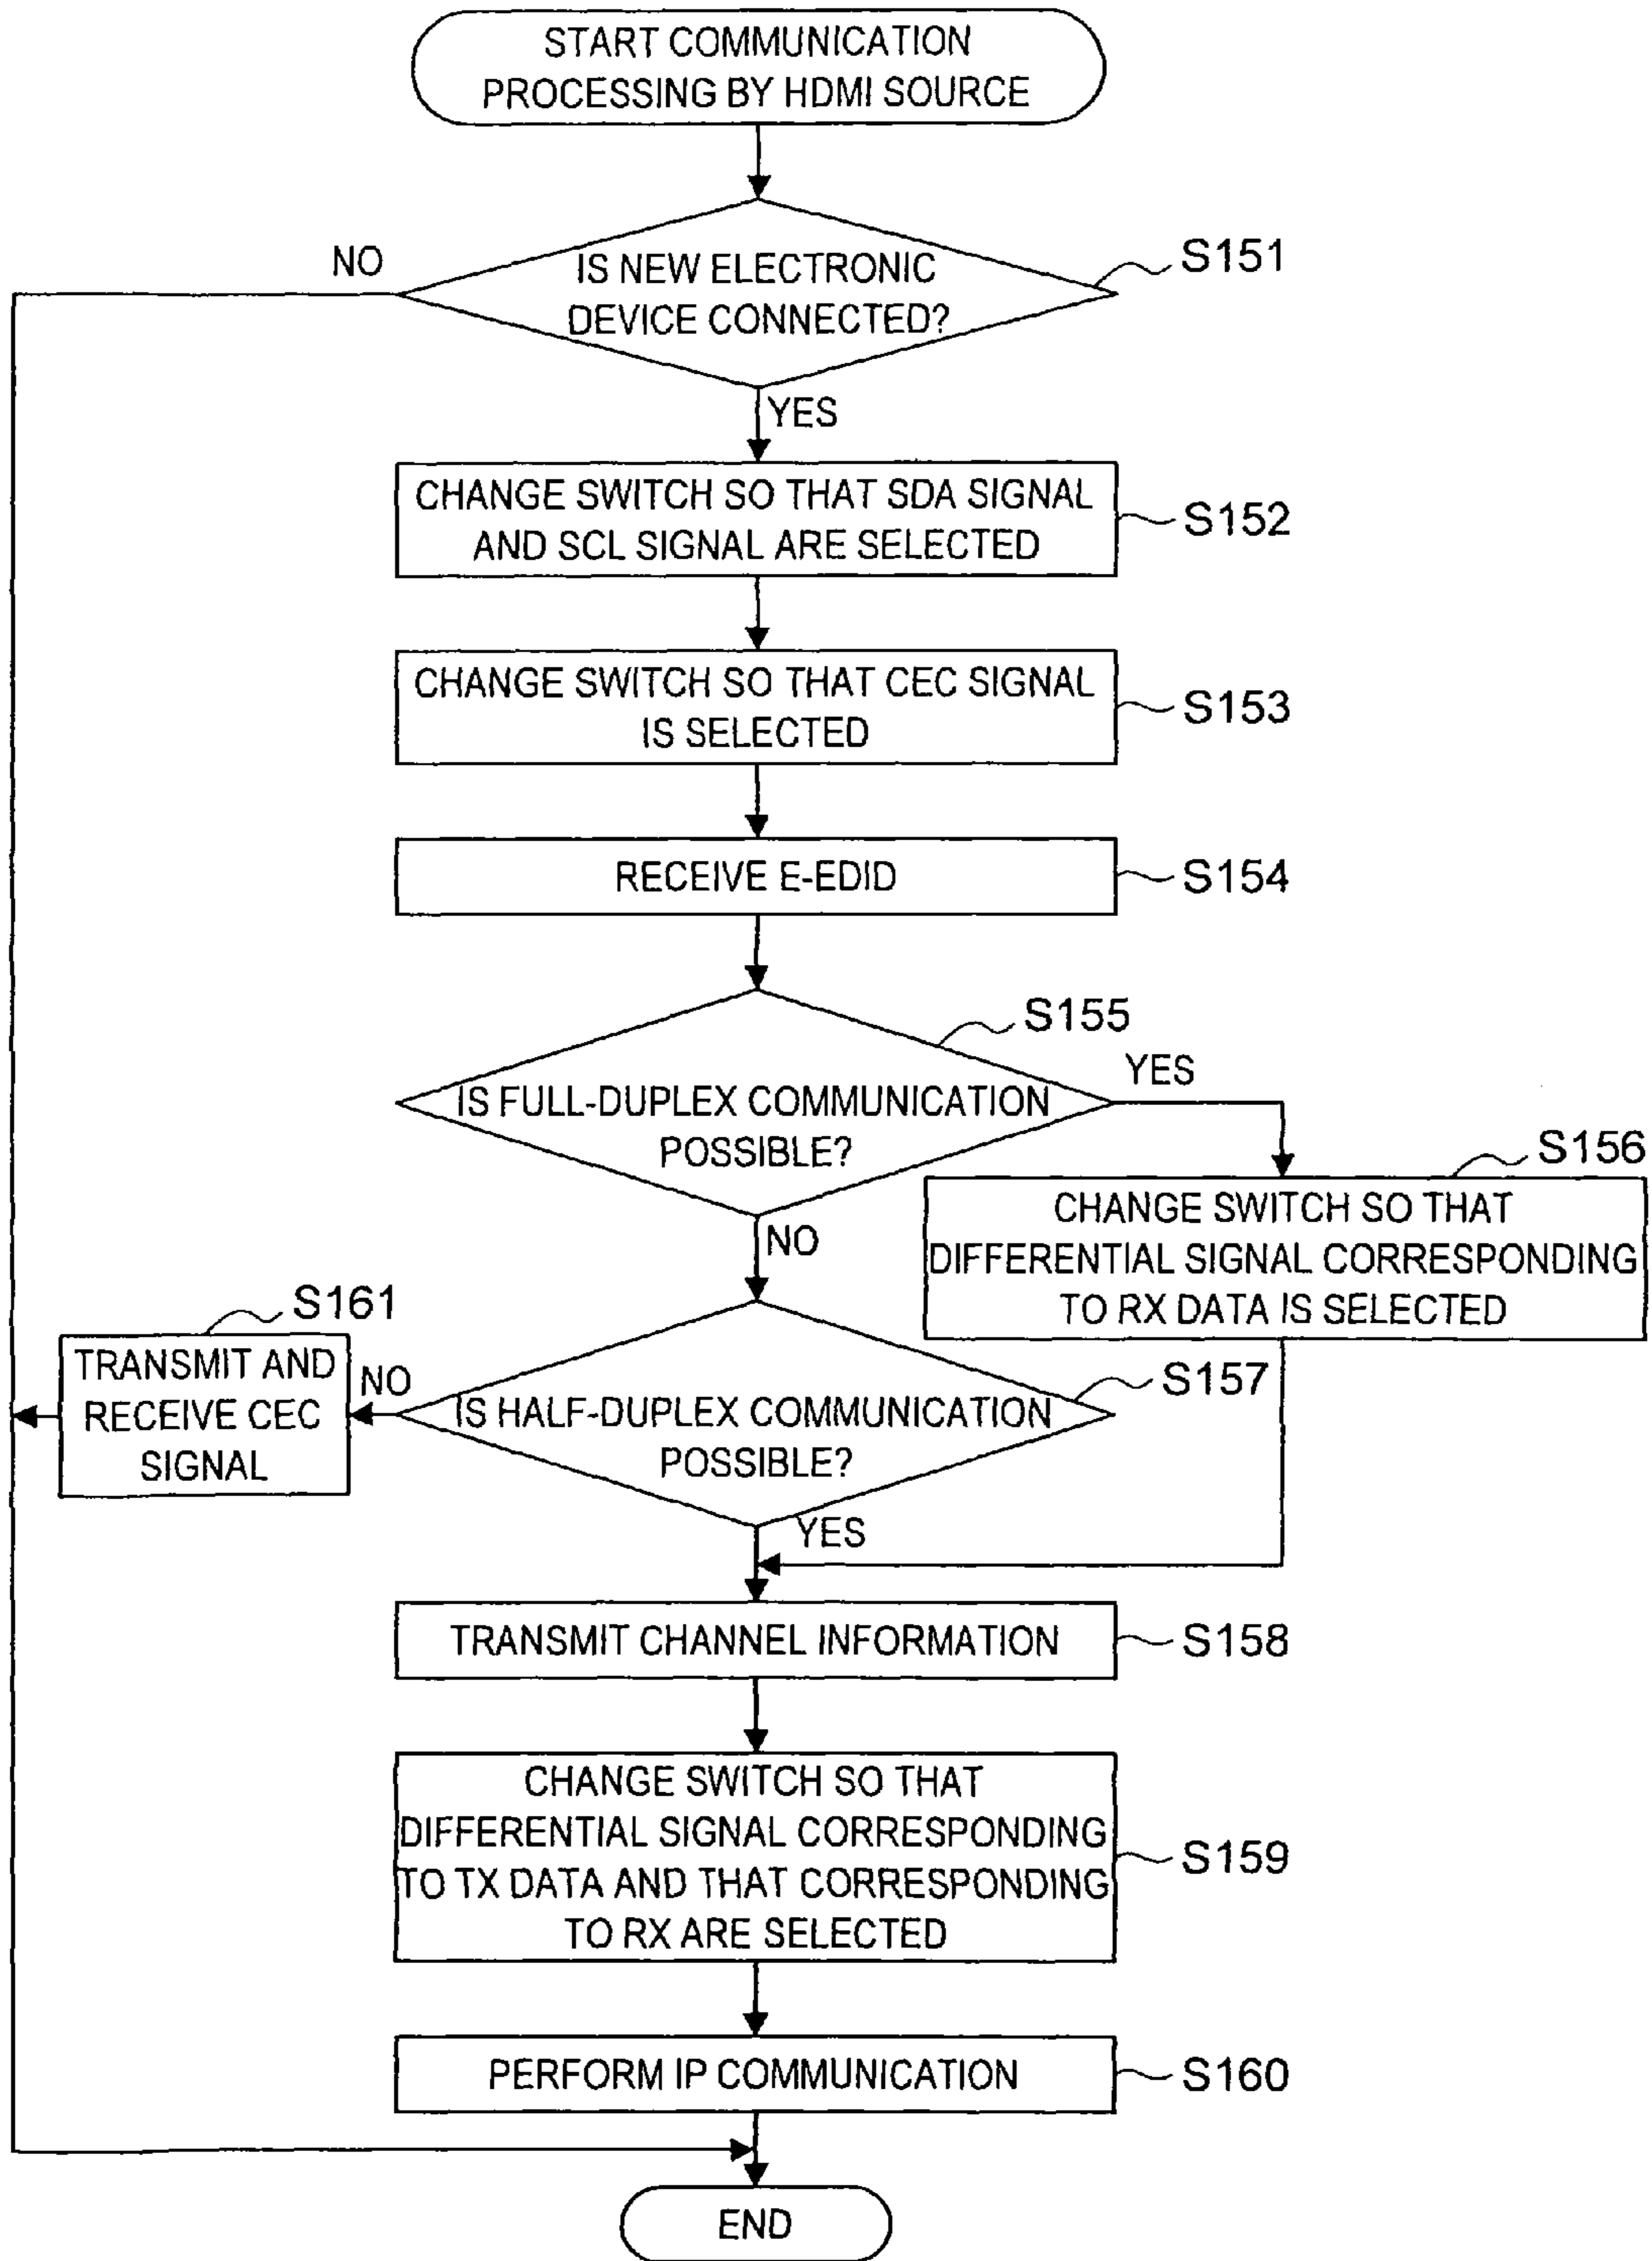 START COMMUNICATION
PROCESSING BY HDMI SOURCE
NO
IS NEW ELECTRONIC
DEVICE CONNECTED?
S151
YES
CHANGE SWITCH SO THAT SDA SIGNAL
AND SCL SIGNAL ARE SELECTED
S152
CHANGE SWITCH SO THAT CEC SIGNAL
IS SELECTED
S153
RECEIVE E-EDID
S154
S155
IS FULL-DUPLEX COMMUNICATION
POSSIBLE?
YES
S156
CHANGE SWITCH SO THAT
DIFFERENTIAL SIGNAL CORRESPONDING
TO RX DATA IS SELECTED
NO
S157
IS HALF-DUPLEX COMMUNICATION
POSSIBLE?
NO
S161
TRANSMIT AND
RECEIVE CEC
SIGNAL
YES
TRANSMIT CHANNEL INFORMATION
S158
CHANGE SWITCH SO THAT
DIFFERENTIAL SIGNAL CORRESPONDING
TO TX DATA AND THAT CORRESPONDING
TO RX ARE SELECTED
S159
PERFORM IP COMMUNICATION
S160
END